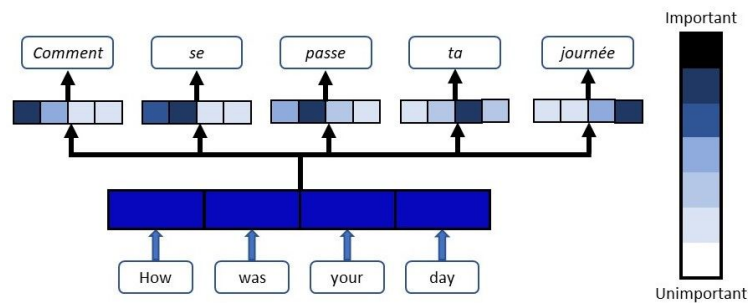 Important
Comment se passe ta journée
How was your day
Unimportant